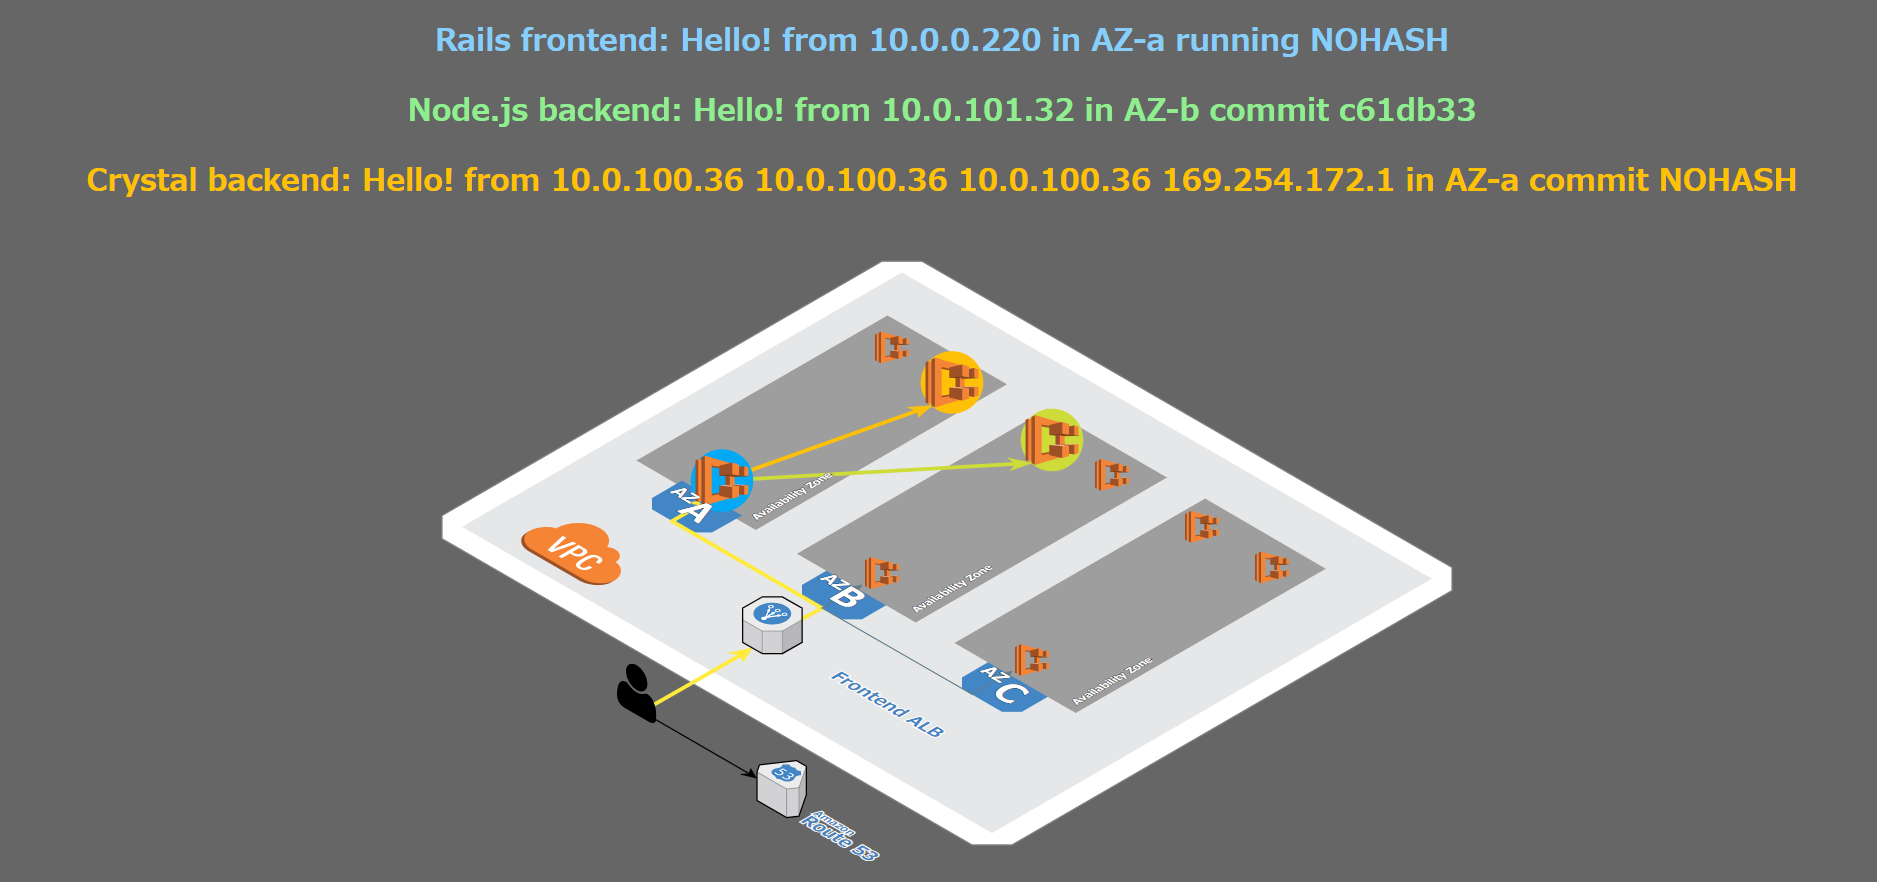 Rails frontend: Hello! from 10.0.0.220 in AZ-a running NOHASH
Node.js backend: Hello! from 10.0.101.32 in AZ-b commit c61db33
Crystal backend: Hello! from 10.0.100.36 10.0.100.36 10.0.100.36 169.254.172.1 in AZ-a commit NOHASH
AZ A
Availability Zone
VPC
AZ B
Availability Zone
AZ C
Availability Zone
Frontend ALB
53
Amazon
Route 53